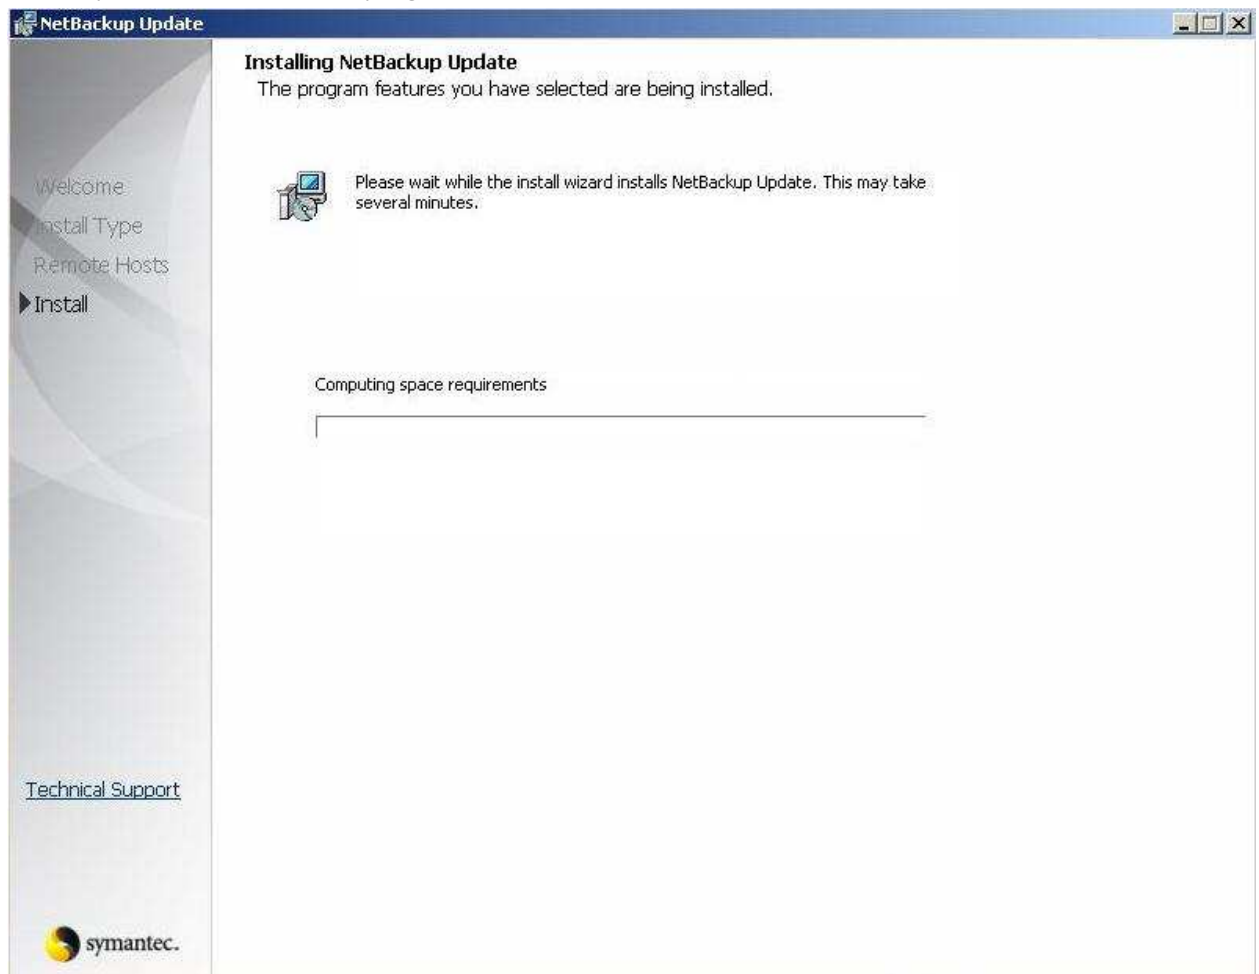 NetBackup Update
Installing NetBackup Update
The program features you have selected are being installed.
Welcome
Install Type
Remote Hosts
Install
Please wait while the install wizard installs NetBackup Update. This may take
several minutes.
Computing space requirements
Technical Support
symantec.